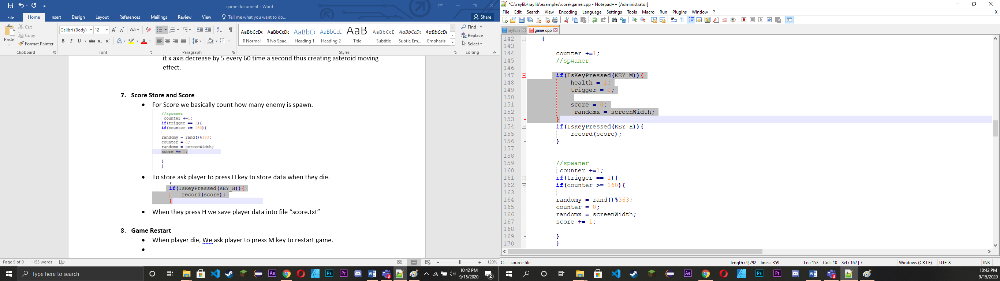 game document - Word
File Home Insert Design Layout References Mailings Review View Tell me what you want to do... Share
Paste
Cut
Copy
Format Painter
Calibri (Body) 12
Find
Replace
Select
AaBbCcDc AaBbCcDc AaBbC( AaBbCcE AaB AaBbCcD AaBbCcDc AaBbCcDc
¶ Normal ¶ No Spac... Heading 1 Heading 2 Title Subtitle Subtle Em... Emphasis
Clipboard Font Paragraph Styles Editing
it x axis decrease by 5 every 60 time a second thus creating asteroid moving
effect.
7. Score Store and Score
• For Score we basically count how many enemy is spawn.
//spwaner
counter +=1;
if(trigger == 1){
if(counter >= 160){
randomy = rand()%363;
counter = 0;
randomx = screenWidth;
score += 1;
}
}
• To store ask player to press H key to store data when they die.
if(IsKeyPressed(KEY_H)){
record(score);
}
• When they press H we save player data into file “score.txt”
8. Game Restart
• When player die, We ask player to press M key to restart game.
•
Page 9 of 9 1153 words 120%
Type here to search
10:42 PM
9/15/2020
*C:\raylib\raylib\examples\core\game.cpp - Notepad++ [Administrator]
File Edit Search View Encoding Language Settings Tools Macro Run Plugins Window ? X
raylib.h game.cpp
142 {
143
144 counter +=1;
145 //spwaner
146
147 if(IsKeyPressed(KEY_M)){
148 health = 1;
149 trigger = 1;
150
151 score = 0;
152 randomx = screenWidth;
153 }
154 if(IsKeyPressed(KEY_H)){
155 record(score);
156 }
157
158
159 //spwaner
160 counter +=1;
161 if(trigger == 1){
162 if(counter >= 160){
163
164 randomy = rand()%363;
165 counter = 0;
166 randomx = screenWidth;
167 score += 1;
168
169 }
170 }
C++ source file length : 9,792 lines : 359 Ln : 153 Col : 10 Sel : 162 | 7 Windows (CR LF) UTF-8 INS
10:42 PM
9/15/2020